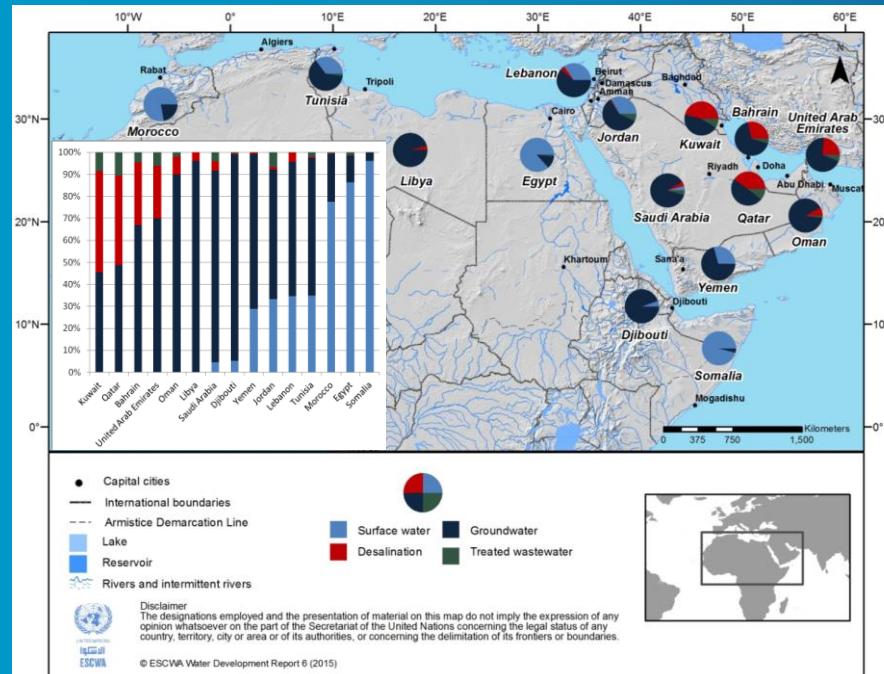 10°W
0°
10°E
20°E
30°E
40°E
50°E
60°E
Algiers
Rabat
Tunisia
Tripoli
Lebanon
Beirut
Damascus
Amman
Baghdad
Cairo
30°N
30°N
Morocco
Jordan
Kuwait
Bahrain
United Arab
Emirates
Libya
Egypt
Riyadh
Doha
Abu Dhabi
Muscat
Saudi Arabia
Qatar
Oman
20°N
20°N
Khartoum
Sana'a
Yemen
Djibouti
Djibouti
10°N
10°N
Somalia
Mogadishu
0°
0°
Kilometers
0 375 750 1,500
100%
90%
80%
70%
60%
50%
40%
30%
20%
10%
0%
Kuwait
Qatar
Bahrain
United Arab Emirates
Oman
Libya
Saudi Arabia
Djibouti
Yemen
Jordan
Lebanon
Tunisia
Morocco
Egypt
Somalia
Capital cities
International boundaries
Armistice Demarcation Line
Lake
Reservoir
Rivers and intermittent rivers
Surface water
Groundwater
Desalination
Treated wastewater
UNITED NATIONS
الاسكوا
ESCWA
Disclaimer
The designations employed and the presentation of material on this map do not imply the expression of any
opinion whatsoever on the part of the Secretariat of the United Nations concerning the legal status of any
country, territory, city or area or of its authorities, or concerning the delimitation of its frontiers or boundaries.
© ESCWA Water Development Report 6 (2015)